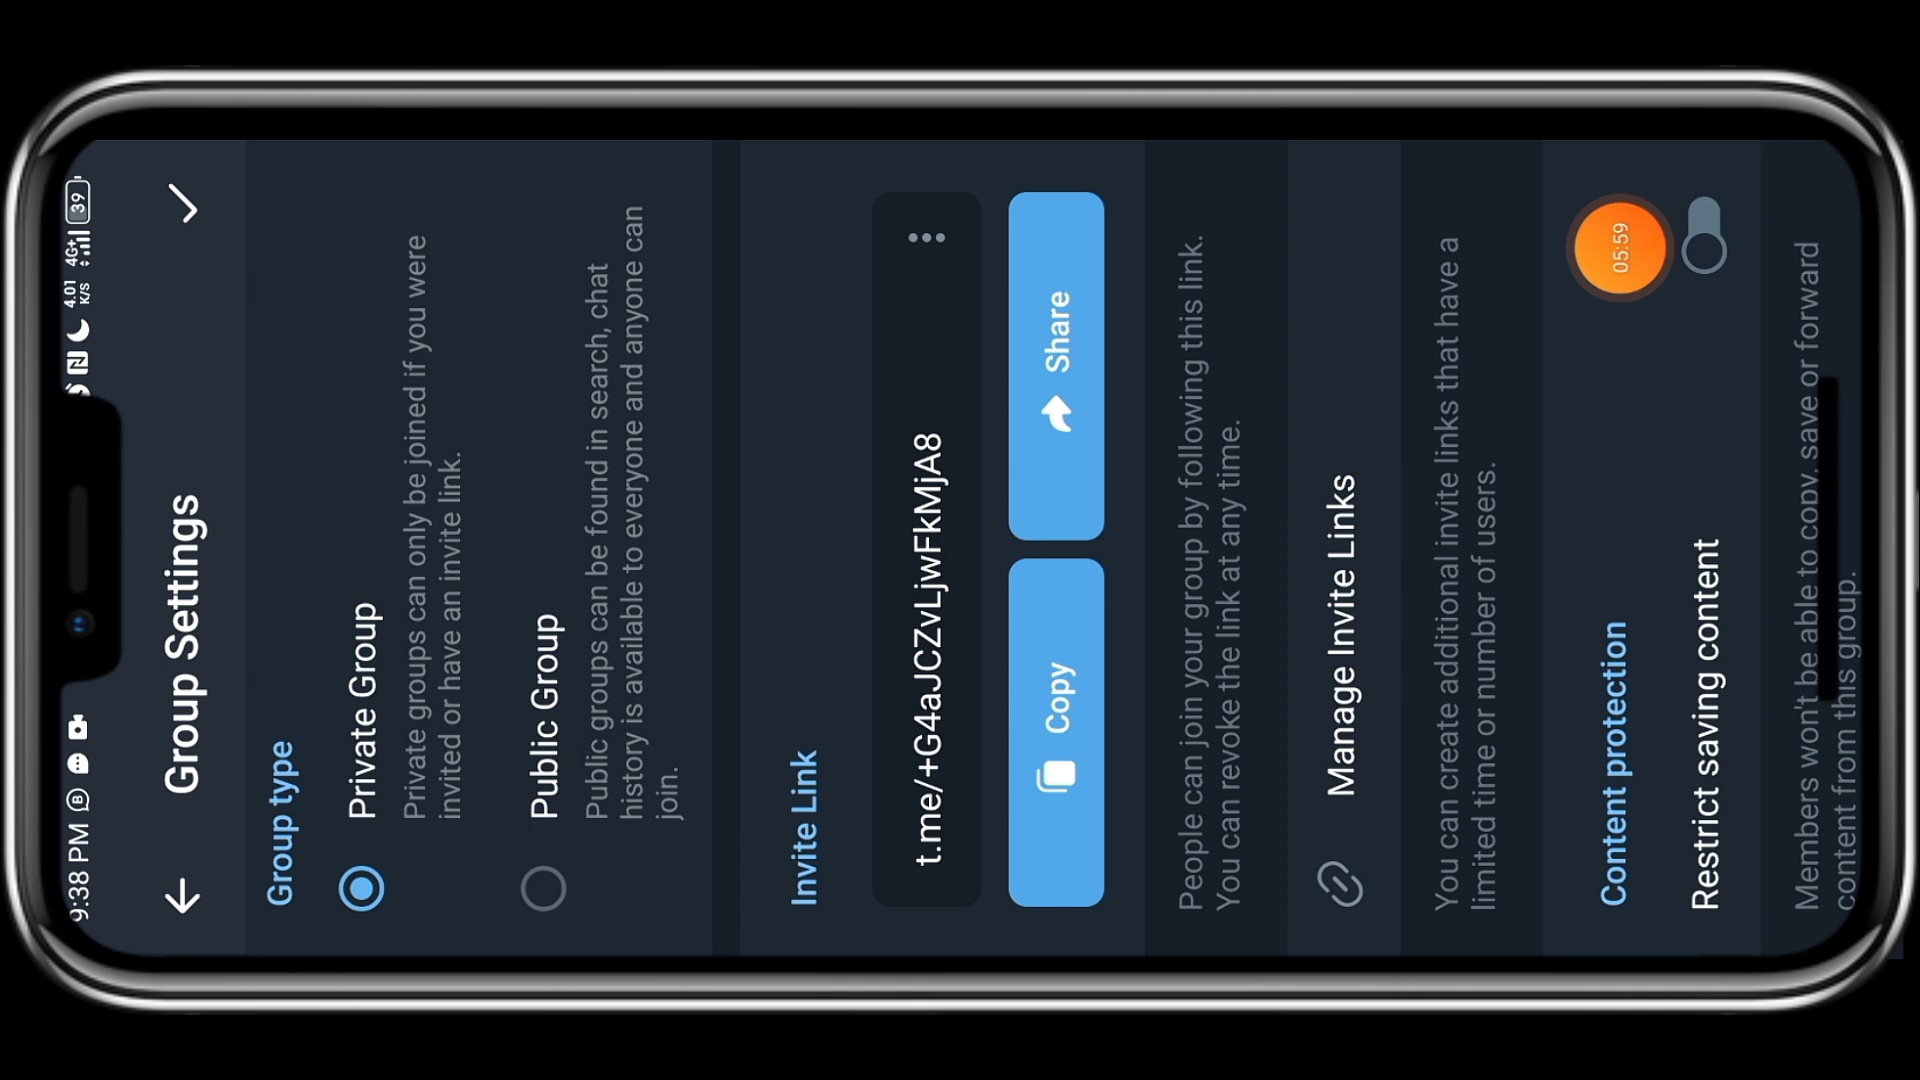 9:38 PM
4.01 K/S 4G+ 39
Group Settings
Group type
Private Group
Private groups can only be joined if you were
invited or have an invite link.
Public Group
Public groups can be found in search, chat
history is available to everyone and anyone can
join.
Invite Link
t.me/+G4aJCZvLjwFkMjA8
Copy
Share
People can join your group by following this link.
You can revoke the link at any time.
Manage Invite Links
You can create additional invite links that have a
limited time or number of users.
Content protection
05:59
Restrict saving content
Members won't be able to copy, save or forward
content from this group.